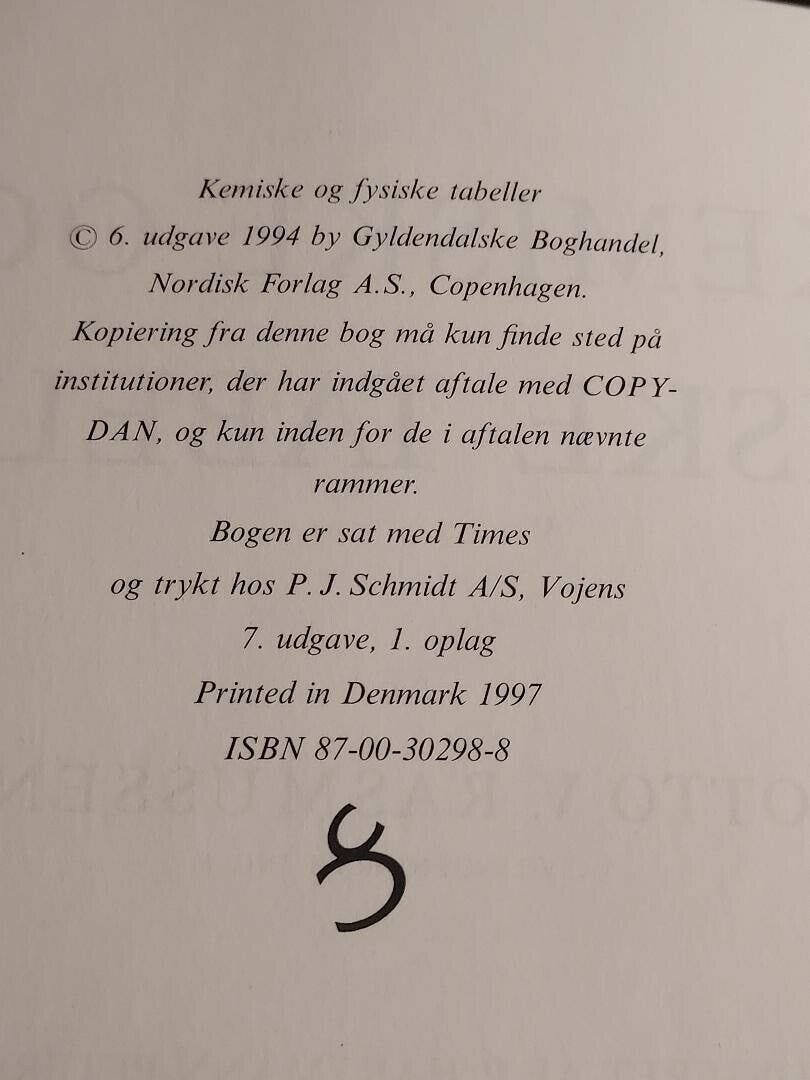 Kemiske og fysiske tabeller
© 6. udgave 1994 by Gyldendalske Boghandel,
Nordisk Forlag A.S., Copenhagen.
Kopiering fra denne bog må kun finde sted på
institutioner, der har indgået aftale med COPY-
DAN, og kun inden for de i aftalen nævnte
rammer.
Bogen er sat med Times
og trykt hos P. J. Schmidt A/S, Vojens
7. udgave, 1. oplag
Printed in Denmark 1997
ISBN 87-00-30298-8
OTTO V. RASMUSSEN